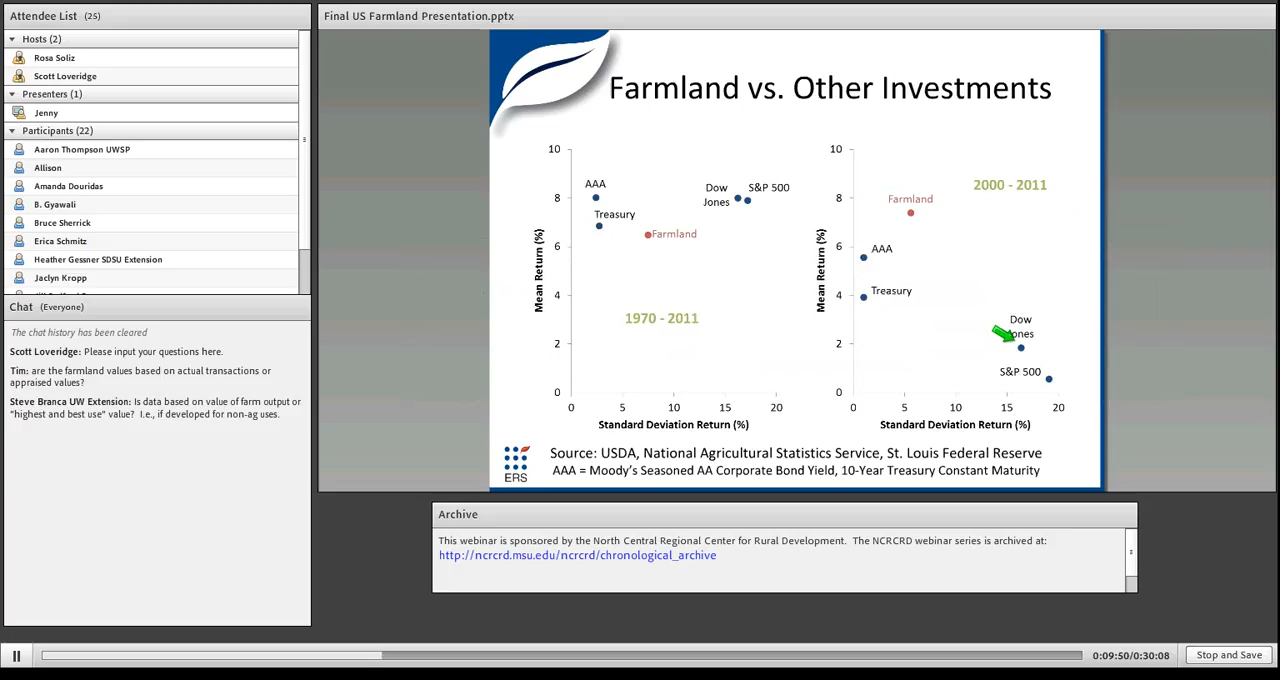 Attendee List (25)
Hosts (2)
Rosa Soliz
Scott Loveridge
Presenters (1)
Jenny
Participants (22)
Aaron Thompson UWSP
Allison
Amanda Douridas
B. Gyawali
Bruce Sherrick
Erica Schmitz
Heather Gessner SDSU Extension
Jaclyn Kropp
Chat (Everyone)
The chat history has been cleared
Scott Loveridge: Please input your questions here.
Tim: are the farmland values based on actual transactions or
appraised values?
Steve Branca UW Extension: Is data based on value of farm output or
"highest and best use" value? I.e., if developed for non-ag uses.
Final US Farmland Presentation.pptx
Farmland vs. Other Investments
10
8
6
4
2
0
0
5
10
15
20
Mean Return (%)
Standard Deviation Return (%)
AAA
Treasury
Farmland
Dow
Jones
S&P 500
1970 - 2011
10
8
6
4
2
0
0
5
10
15
20
Mean Return (%)
Standard Deviation Return (%)
2000 - 2011
Farmland
AAA
Treasury
Dow
Jones
S&P 500
ERS
Source: USDA, National Agricultural Statistics Service, St. Louis Federal Reserve
AAA = Moody's Seasoned AA Corporate Bond Yield, 10-Year Treasury Constant Maturity
Archive
This webinar is sponsored by the North Central Regional Center for Rural Development. The NCRCRD webinar series is archived at:
http://ncrcrd.msu.edu/ncrcrd/chronological_archive
0:09:50/0:30:08
Stop and Save